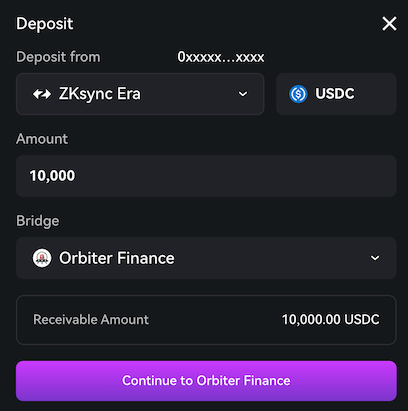 Deposit
Deposit from 0xxxxx...xxxx
ZKsync Era USDC
Amount
10,000
Bridge
Orbiter Finance
Receivable Amount 10,000.00 USDC
Continue to Orbiter Finance